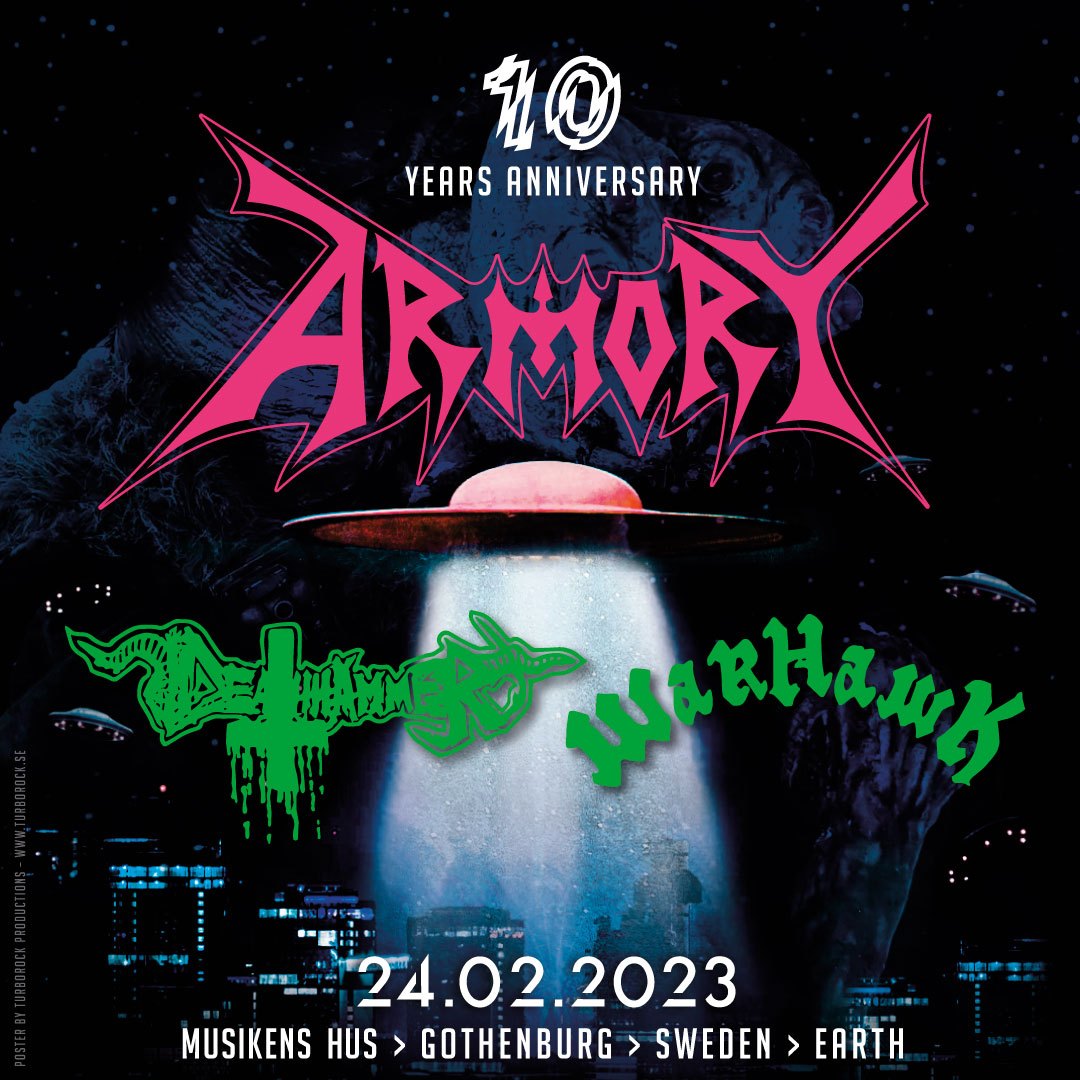 10
YEARS ANNIVERSARY
ARMORY
DEATHHAMMER
WARHAWK
24.02.2023
MUSIKENS HUS > GOTHENBURG > SWEDEN > EARTH
POSTER BY TURBOROCK PRODUCTIONS - WWW.TURBOROCK.SE